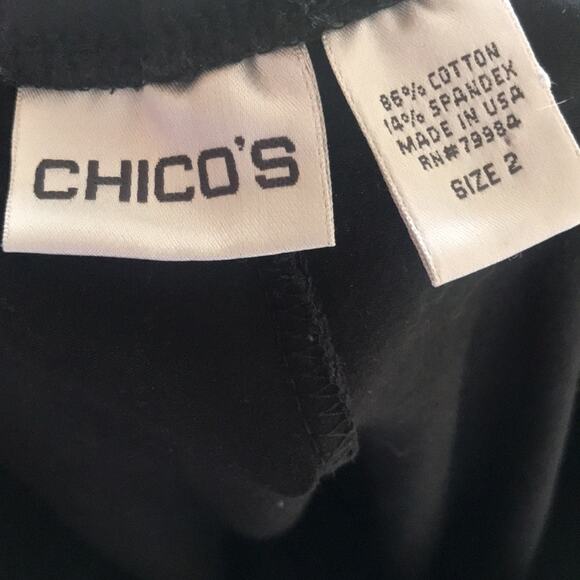 CHICO'S
86% COTTON
14% SPANDEX
MADE IN USA
RN#79984
SIZE 2